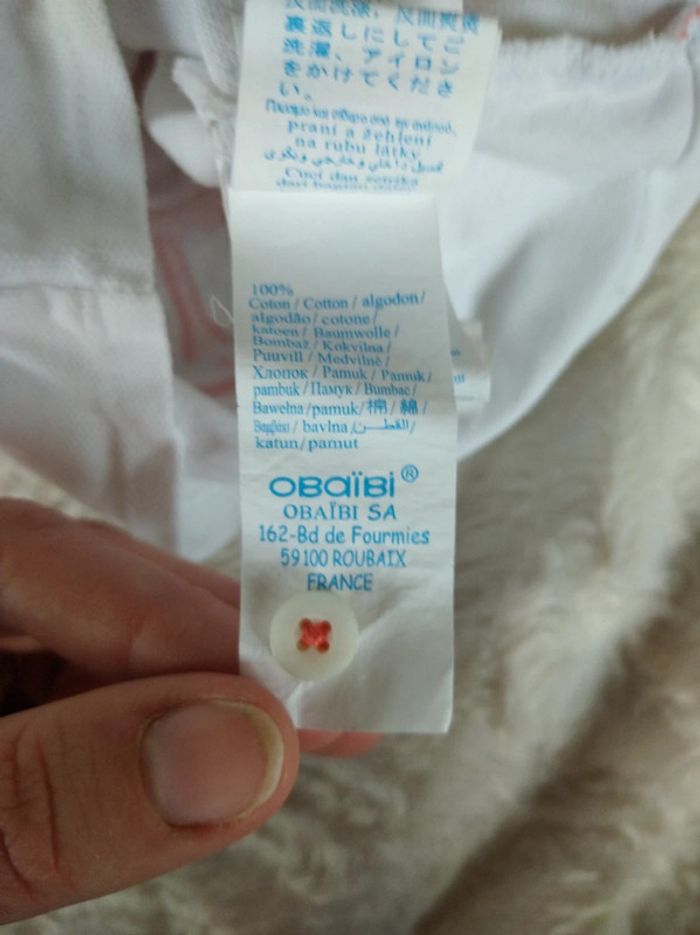 裏返しにしてご
洗濯、アイロン
をかけてくださ
い。
praní a žehlení
na rubu látky
100%
Coton / Cotton / algodon/
algodão / cotone /
katoen / Baumwolle /
Bombaž / Kokvilna /
Puuvill / Medvilnė /
Хлопок / Pamuk / Pamuk /
pambuk / Памук / Bumbac /
Bawełna /pamuk/ 棉 / 綿 /
/ bavlna /
katun / pamut
OBAÏBI®
OBAÏBI SA
162-Bd de Fourmies
59100 ROUBAIX
FRANCE